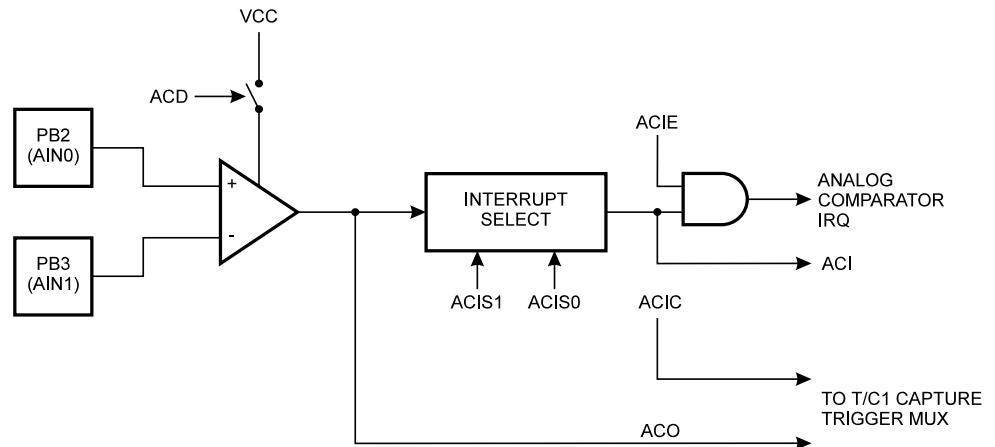 VCC
ACD
PB2
(AIN0)
+
-
PB3
(AIN1)
INTERRUPT
SELECT
ACIS1 ACIS0
ACIE
ANALOG
COMPARATOR
IRQ
ACI
ACIC
TO T/C1 CAPTURE
TRIGGER MUX
ACO